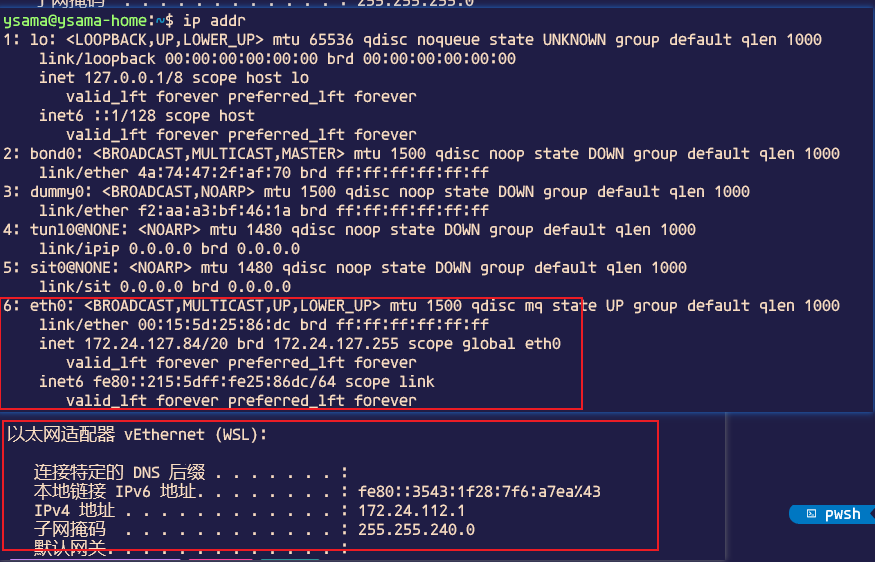 子网掩码 . . . . . . . . . . . . : 255.255.255.0
ysama@ysama-home:~$ ip addr
1: lo: <LOOPBACK,UP,LOWER_UP> mtu 65536 qdisc noqueue state UNKNOWN group default qlen 1000
    link/loopback 00:00:00:00:00:00 brd 00:00:00:00:00:00
    inet 127.0.0.1/8 scope host lo
       valid_lft forever preferred_lft forever
    inet6 ::1/128 scope host
       valid_lft forever preferred_lft forever
2: bond0: <BROADCAST,MULTICAST,MASTER> mtu 1500 qdisc noop state DOWN group default qlen 1000
    link/ether 4a:74:47:2f:af:70 brd ff:ff:ff:ff:ff:ff
3: dummy0: <BROADCAST,NOARP> mtu 1500 qdisc noop state DOWN group default qlen 1000
    link/ether f2:aa:a3:bf:46:1a brd ff:ff:ff:ff:ff:ff
4: tunl0@NONE: <NOARP> mtu 1480 qdisc noop state DOWN group default qlen 1000
    link/ipip 0.0.0.0 brd 0.0.0.0
5: sit0@NONE: <NOARP> mtu 1480 qdisc noop state DOWN group default qlen 1000
    link/sit 0.0.0.0 brd 0.0.0.0
6: eth0: <BROADCAST,MULTICAST,UP,LOWER_UP> mtu 1500 qdisc mq state UP group default qlen 1000
    link/ether 00:15:5d:25:86:dc brd ff:ff:ff:ff:ff:ff
    inet 172.24.127.84/20 brd 172.24.127.255 scope global eth0
       valid_lft forever preferred_lft forever
    inet6 fe80::215:5dff:fe25:86dc/64 scope link
       valid_lft forever preferred_lft forever
以太网适配器 vEthernet (WSL):
   连接特定的 DNS 后缀 . . . . . . . :
   本地链接 IPv6 地址. . . . . . . . : fe80::3543:1f28:7f6:a7ea%43
   IPv4 地址 . . . . . . . . . . . . : 172.24.112.1
   子网掩码  . . . . . . . . . . . . : 255.255.240.0
   默认网关. . . . . . . . . . . . . :
pwsh